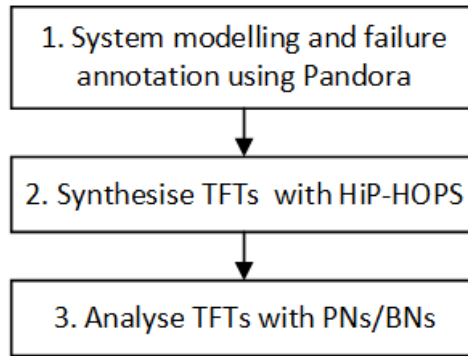 1. System modelling and failure
annotation using Pandora
2. Synthesise TFTs with HiP-HOPS
3. Analyse TFTs with PNs/BNs